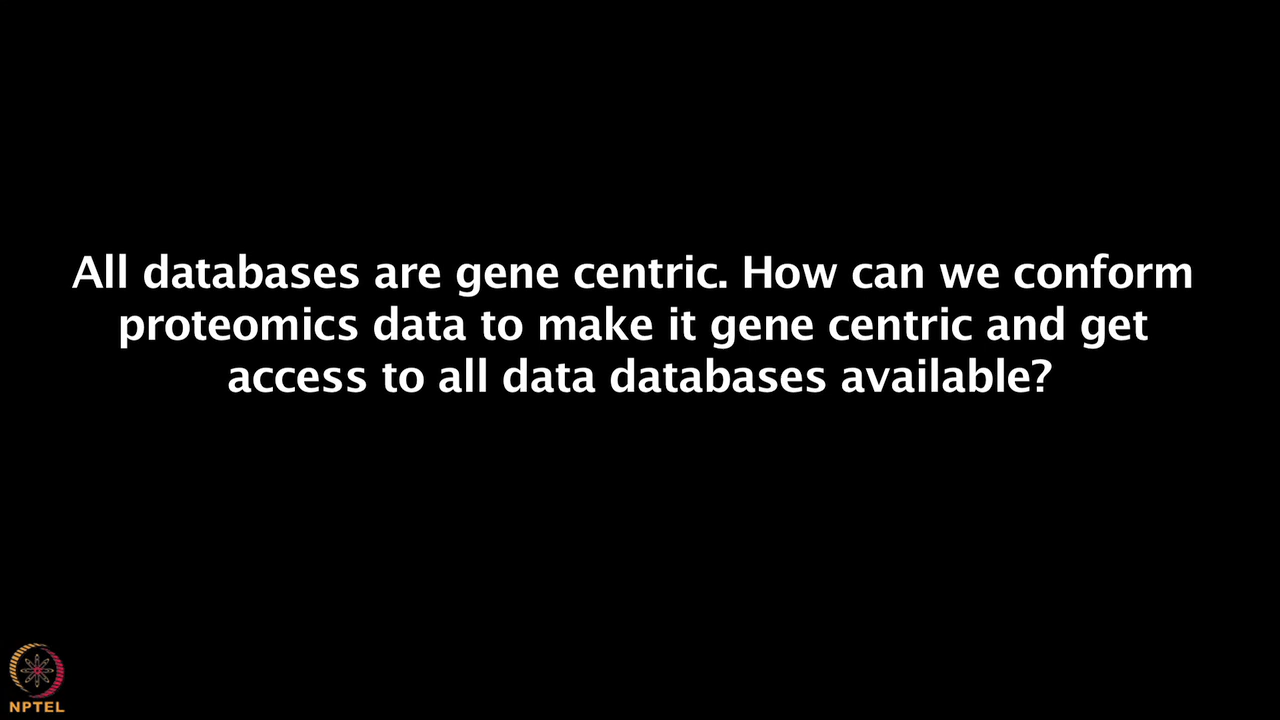 All databases are gene centric. How can we conform
proteomics data to make it gene centric and get
access to all data databases available?
NPTEL